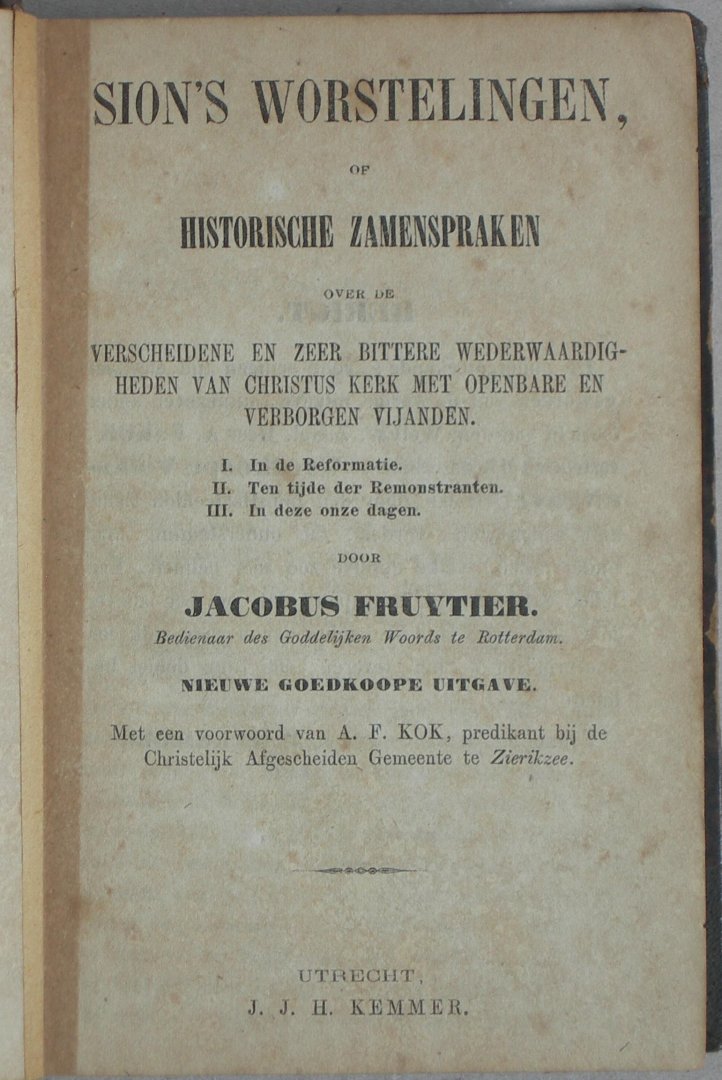 SION'S WORSTELINGEN,
OF
HISTORISCHE ZAMENSPRAKEN
OVER DE
VERSCHEIDENE EN ZEER BITTERE WEDERWAARDIG-
HEDEN VAN CHRISTUS KERK MET OPENBARE EN
VERBORGEN VIJANDEN.
I. In de Reformatie.
II. Ten tijde der Remonstranten.
III. In deze onze dagen.
DOOR
JACOBUS FRUYTIER.
Bedienaar des Goddelijken Woords te Rotterdam.
NIEUWE GOEDKOOPE UITGAVE.
Met een voorwoord van A. F. KOK, predikant bij de
Christelijk Afgescheiden Gemeente te Zierikzee.
UTRECHT,
J. J. H. KEMMER.